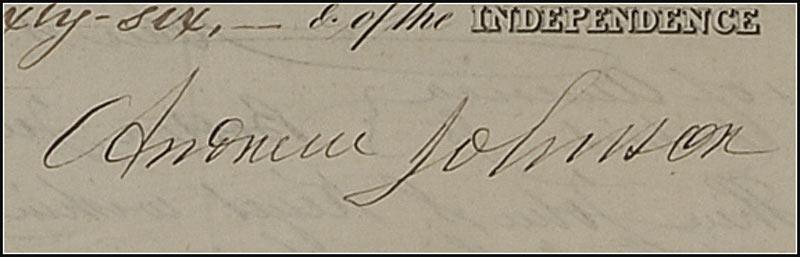 xty-six, — & of the INDEPENDENCE
Andrew Johnson